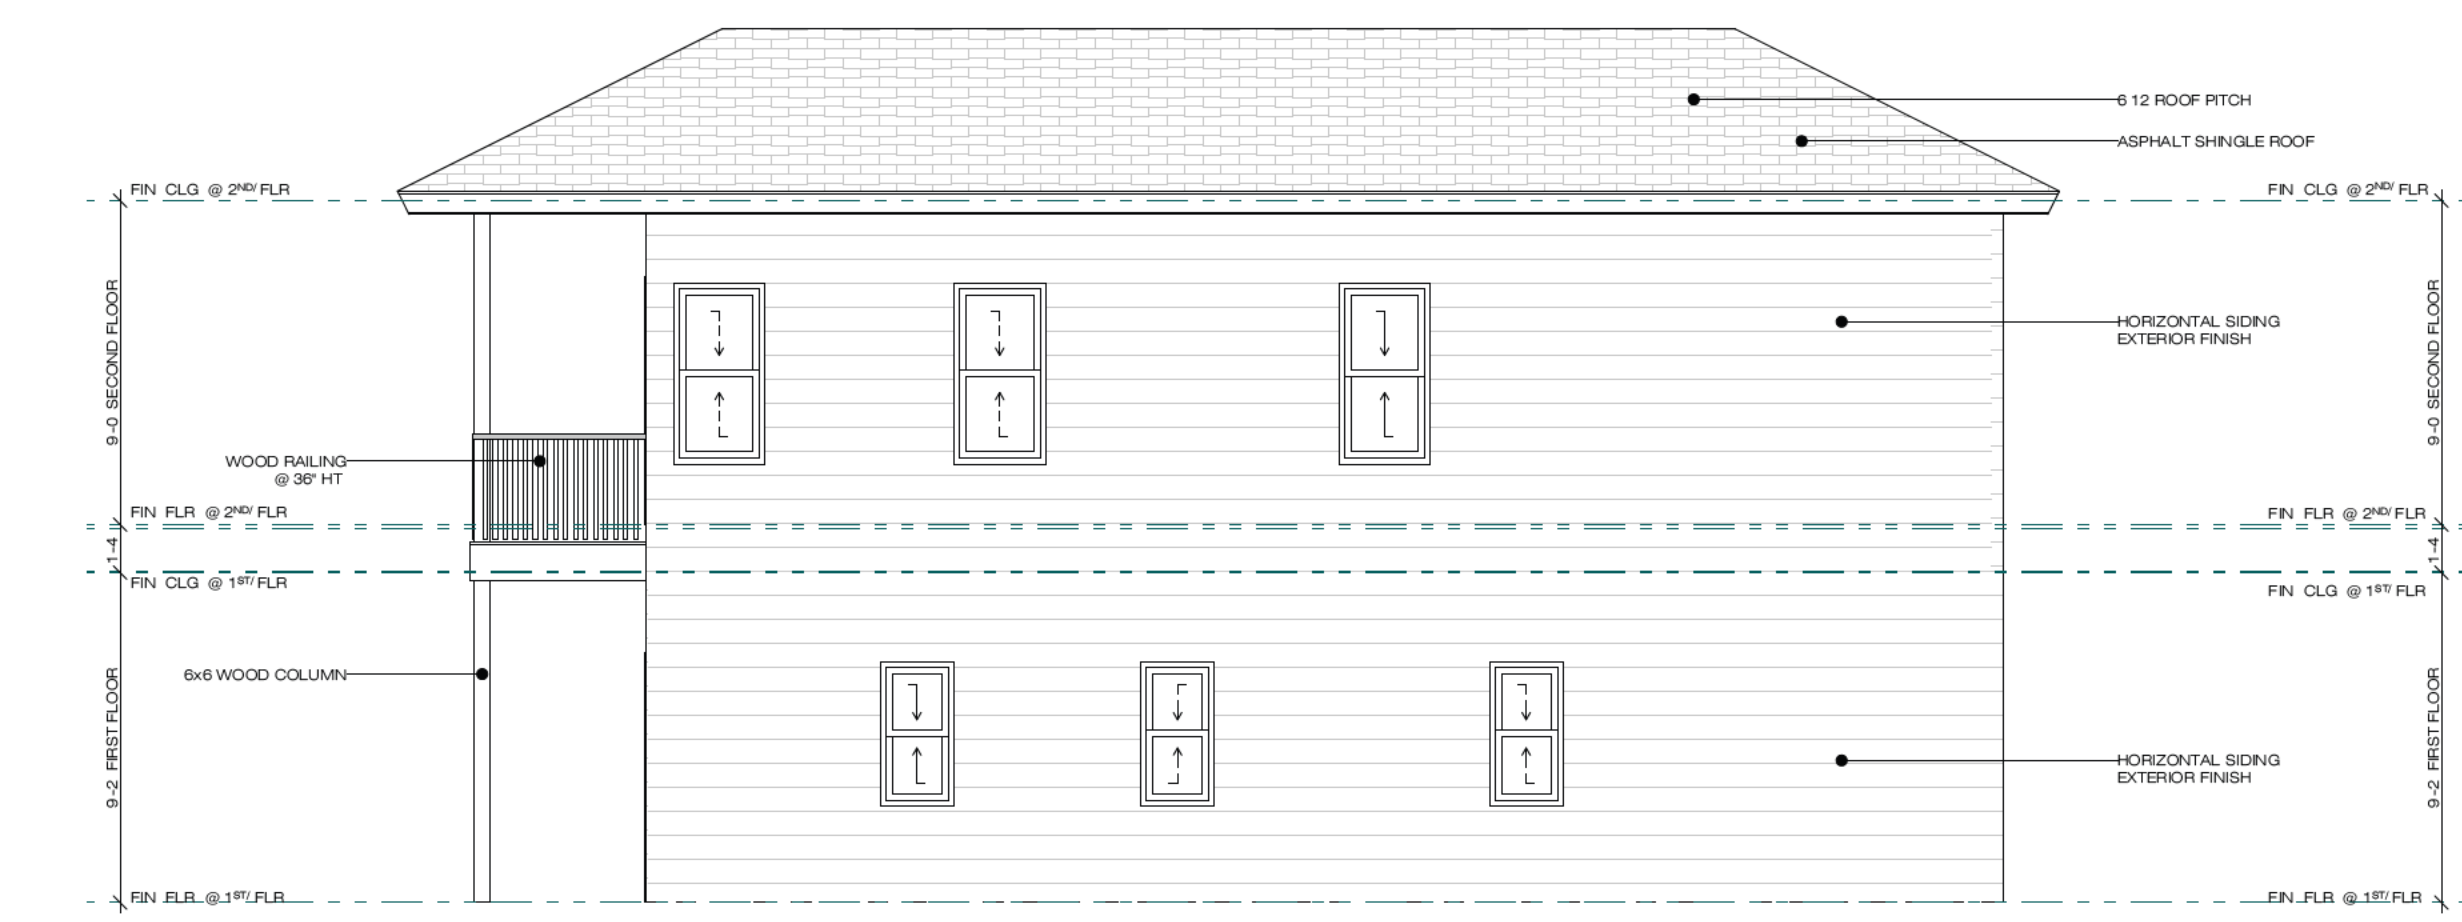 6 12 ROOF PITCH
ASPHALT SHINGLE ROOF
FIN CLG @ 2ND/ FLR
FIN CLG @ 2ND/ FLR
9-0 SECOND FLOOR
HORIZONTAL SIDING
EXTERIOR FINISH
9-0 SECOND FLOOR
WOOD RAILING
@ 36" HT
FIN FLR @ 2ND/ FLR
FIN FLR @ 2ND/ FLR
1-4
1-4
FIN CLG @ 1ST/ FLR
FIN CLG @ 1ST/ FLR
6x6 WOOD COLUMN
9-2 FIRST FLOOR
HORIZONTAL SIDING
EXTERIOR FINISH
9-2 FIRST FLOOR
FIN FLR @ 1ST/ FLR
FIN FLR @ 1ST/ FLR